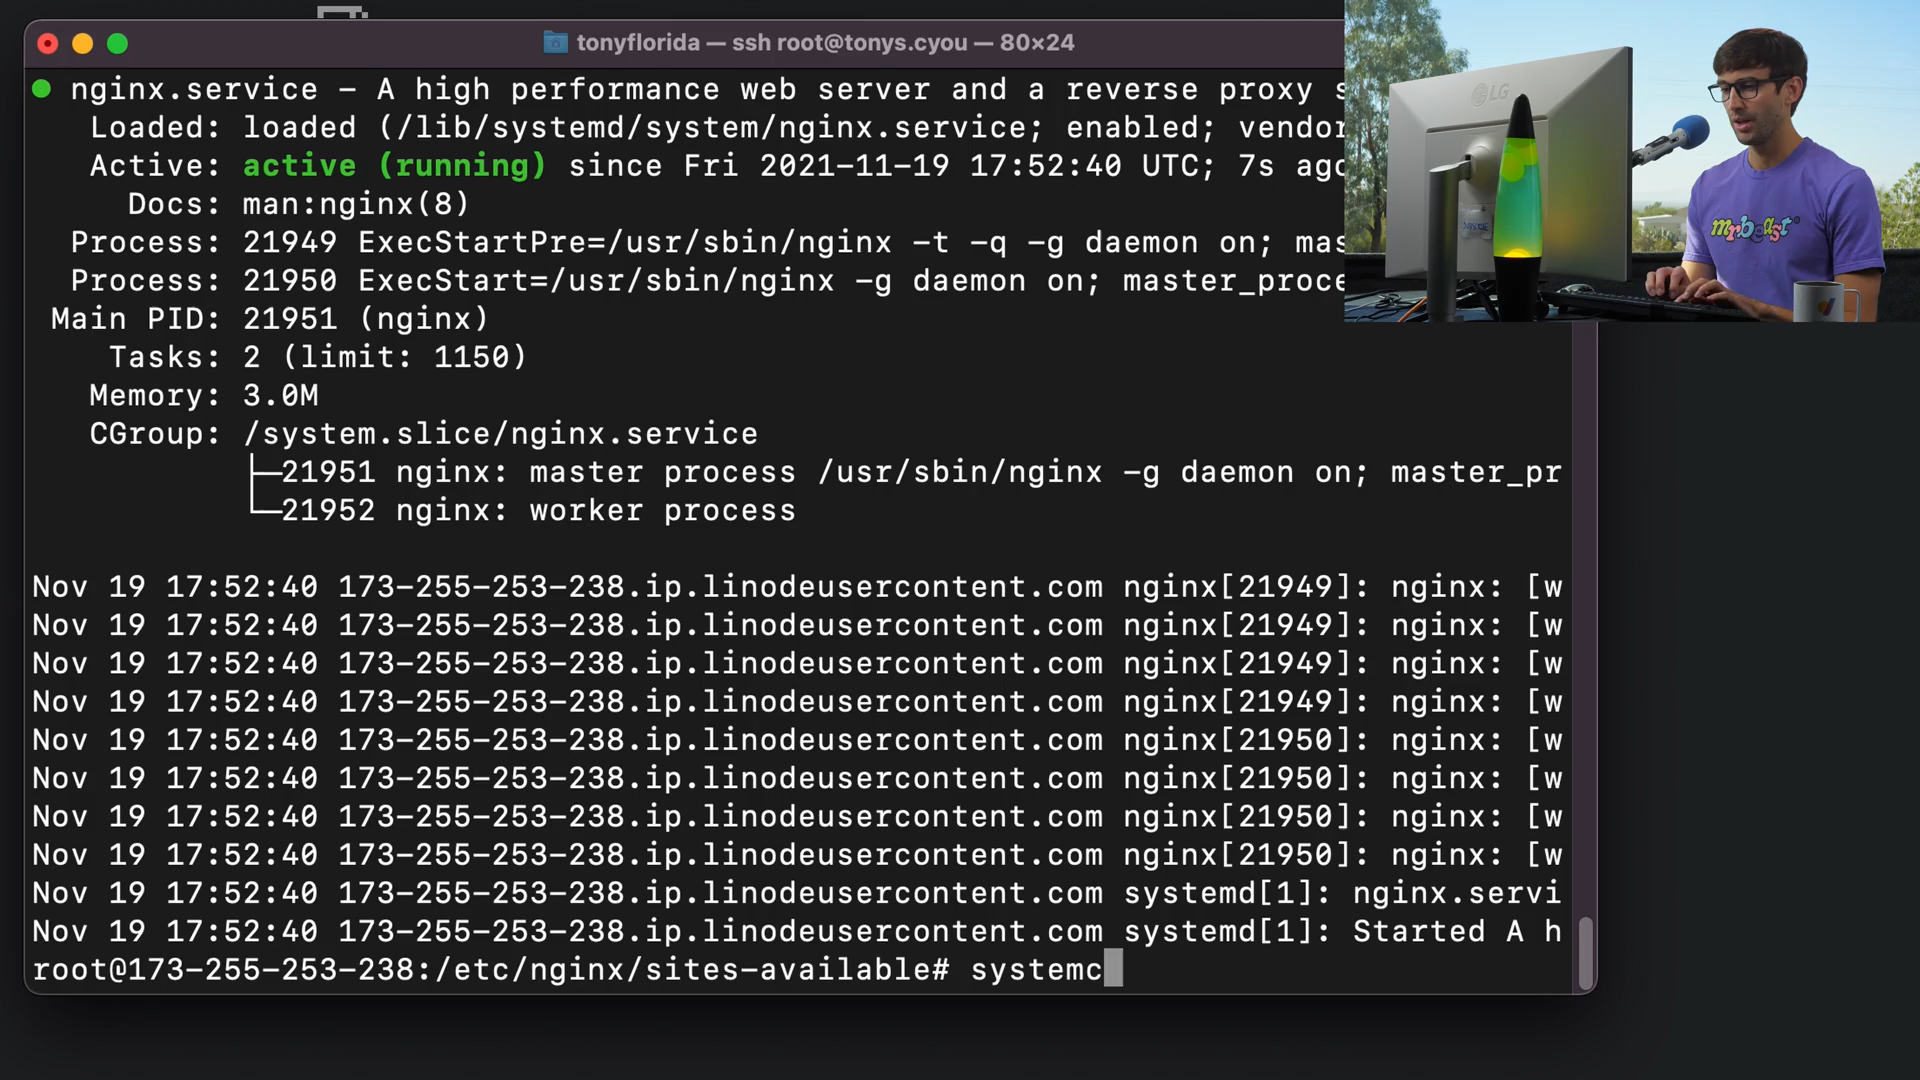 tonyflorida — ssh root@tonys.cyou — 80×24
● nginx.service – A high performance web server and a reverse proxy s
Loaded: loaded (/lib/systemd/system/nginx.service; enabled; vendor
Active: active (running) since Fri 2021-11-19 17:52:40 UTC; 7s ago
Docs: man:nginx(8)
Process: 21949 ExecStartPre=/usr/sbin/nginx -t -q -g daemon on; mas
Process: 21950 ExecStart=/usr/sbin/nginx -g daemon on; master_proce
Main PID: 21951 (nginx)
Tasks: 2 (limit: 1150)
Memory: 3.0M
CGroup: /system.slice/nginx.service
├─21951 nginx: master process /usr/sbin/nginx -g daemon on; master_pr
└─21952 nginx: worker process
Nov 19 17:52:40 173-255-253-238.ip.linodeusercontent.com nginx[21949]: nginx: [w
Nov 19 17:52:40 173-255-253-238.ip.linodeusercontent.com nginx[21949]: nginx: [w
Nov 19 17:52:40 173-255-253-238.ip.linodeusercontent.com nginx[21949]: nginx: [w
Nov 19 17:52:40 173-255-253-238.ip.linodeusercontent.com nginx[21949]: nginx: [w
Nov 19 17:52:40 173-255-253-238.ip.linodeusercontent.com nginx[21950]: nginx: [w
Nov 19 17:52:40 173-255-253-238.ip.linodeusercontent.com nginx[21950]: nginx: [w
Nov 19 17:52:40 173-255-253-238.ip.linodeusercontent.com nginx[21950]: nginx: [w
Nov 19 17:52:40 173-255-253-238.ip.linodeusercontent.com nginx[21950]: nginx: [w
Nov 19 17:52:40 173-255-253-238.ip.linodeusercontent.com systemd[1]: nginx.servi
Nov 19 17:52:40 173-255-253-238.ip.linodeusercontent.com systemd[1]: Started A h
root@173-255-253-238:/etc/nginx/sites-available# systemc
LG
mrbeast